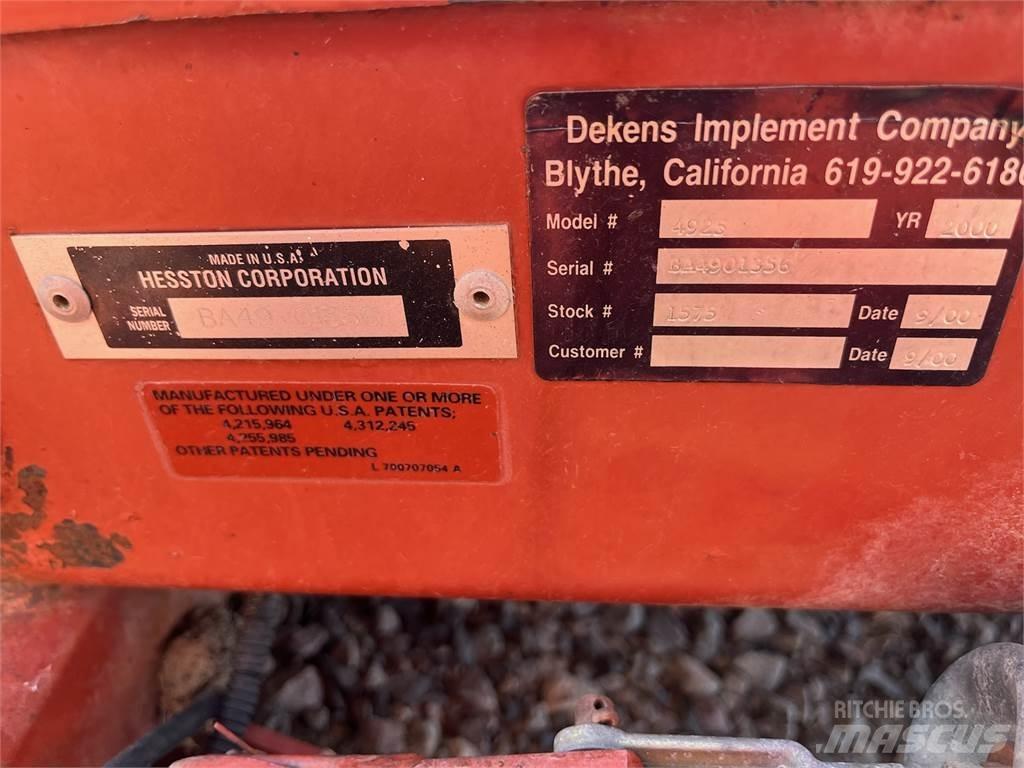 MADE IN U.S.A.
HESSTON CORPORATION
SERIAL
NUMBER
MANUFACTURED UNDER ONE OR MORE
OF THE FOLLOWING U.S.A. PATENTS;
4,215,964 4,312,245
4,255,985
OTHER PATENTS PENDING
L 700707054 A
Dekens Implement Company
Blythe, California 619-922-618
Model # YR 2000
Serial #
Stock # 1575 Date 9/00
Customer # Date 9/00
RITCHIE BROS.
MASCUS